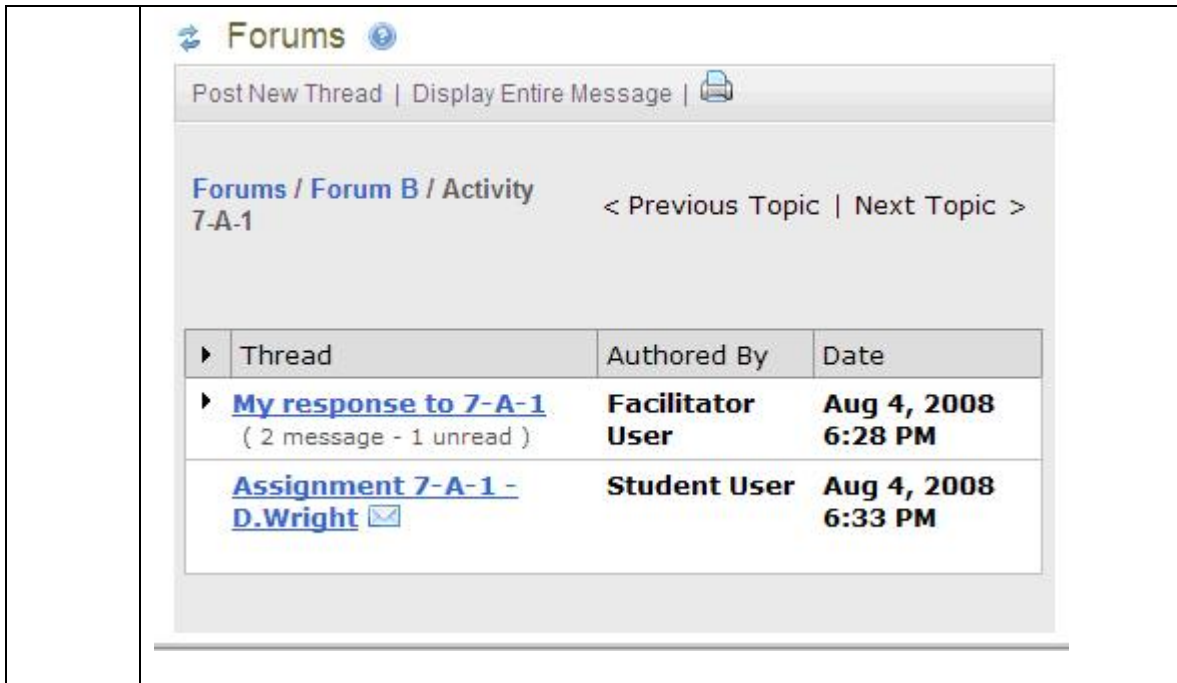 Forums
Post New Thread | Display Entire Message |
Forums / Forum B / Activity
7-A-1
< Previous Topic | Next Topic >
Thread Authored By Date
My response to 7-A-1 Facilitator Aug 4, 2008
( 2 message - 1 unread ) User 6:28 PM
Assignment 7-A-1 - Student User Aug 4, 2008
D.Wright 6:33 PM